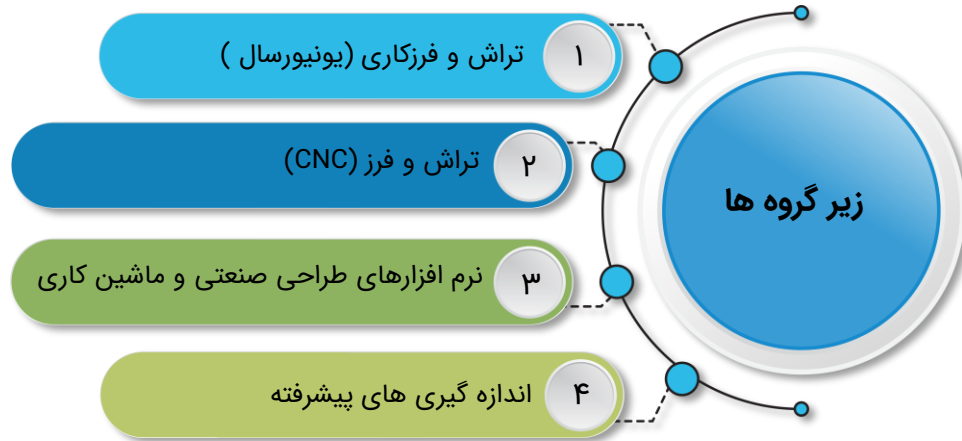 زیر گروه ها
۱ تراش و فرزکاری (یونیورسال )
۲ تراش و فرز (CNC)
۳ نرم افزارهای طراحی صنعتی و ماشین کاری
۴ اندازه گیری های پیشرفته